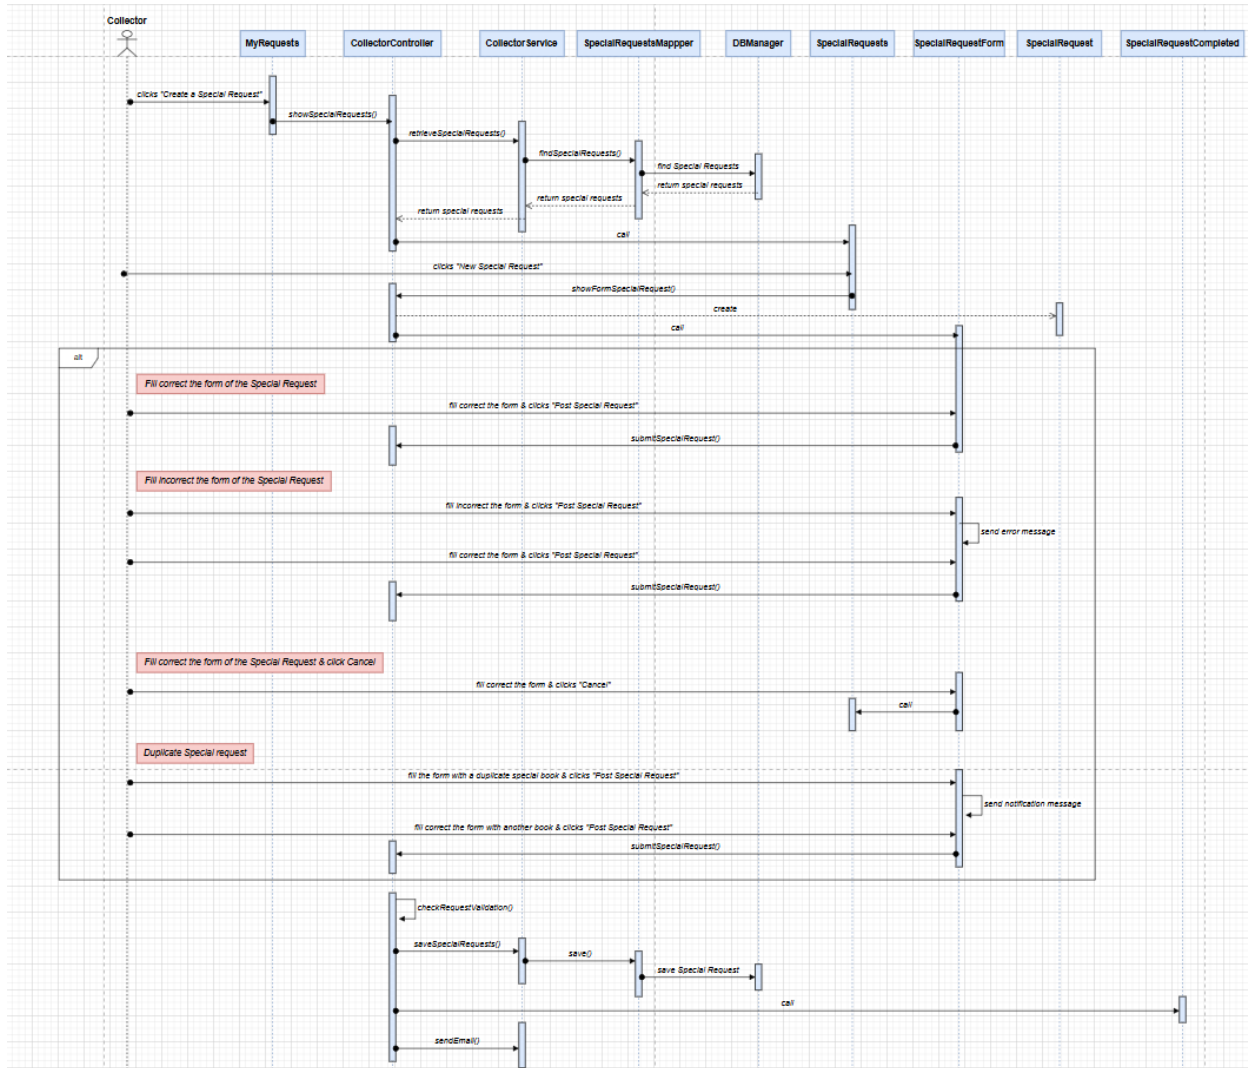 Collector
MyRequests
CollectorController
CollectorService
SpecialRequestsMappper
DBManager
SpecialRequests
SpecialRequestForm
SpecialRequest
SpecialRequestCompleted
clicks "Create a Special Request"
showSpecialRequests()
retrieveSpecialRequests()
findSpecialRequests()
find Special Requests
return special requests
return special requests
return special requests
call
clicks "New Special Request"
showFormSpecialRequest()
create
call
alt
Fill correct the form of the Special Request
fill correct the form & clicks "Post Special Request"
submitSpecialRequest()
Fill incorrect the form of the Special Request
fill incorrect the form & clicks "Post Special Request"
send error message
fill correct the form & clicks "Post Special Request"
submitSpecialRequest()
Fill correct the form of the Special Request & click Cancel
fill correct the form & clicks "Cancel"
call
Duplicate Special request
fill the form with a duplicate special book & clicks "Post Special Request"
send notification message
fill correct the form with another book & clicks "Post Special Request"
submitSpecialRequest()
checkRequestValidation()
saveSpecialRequests()
save()
save Special Request
call
sendEmail()